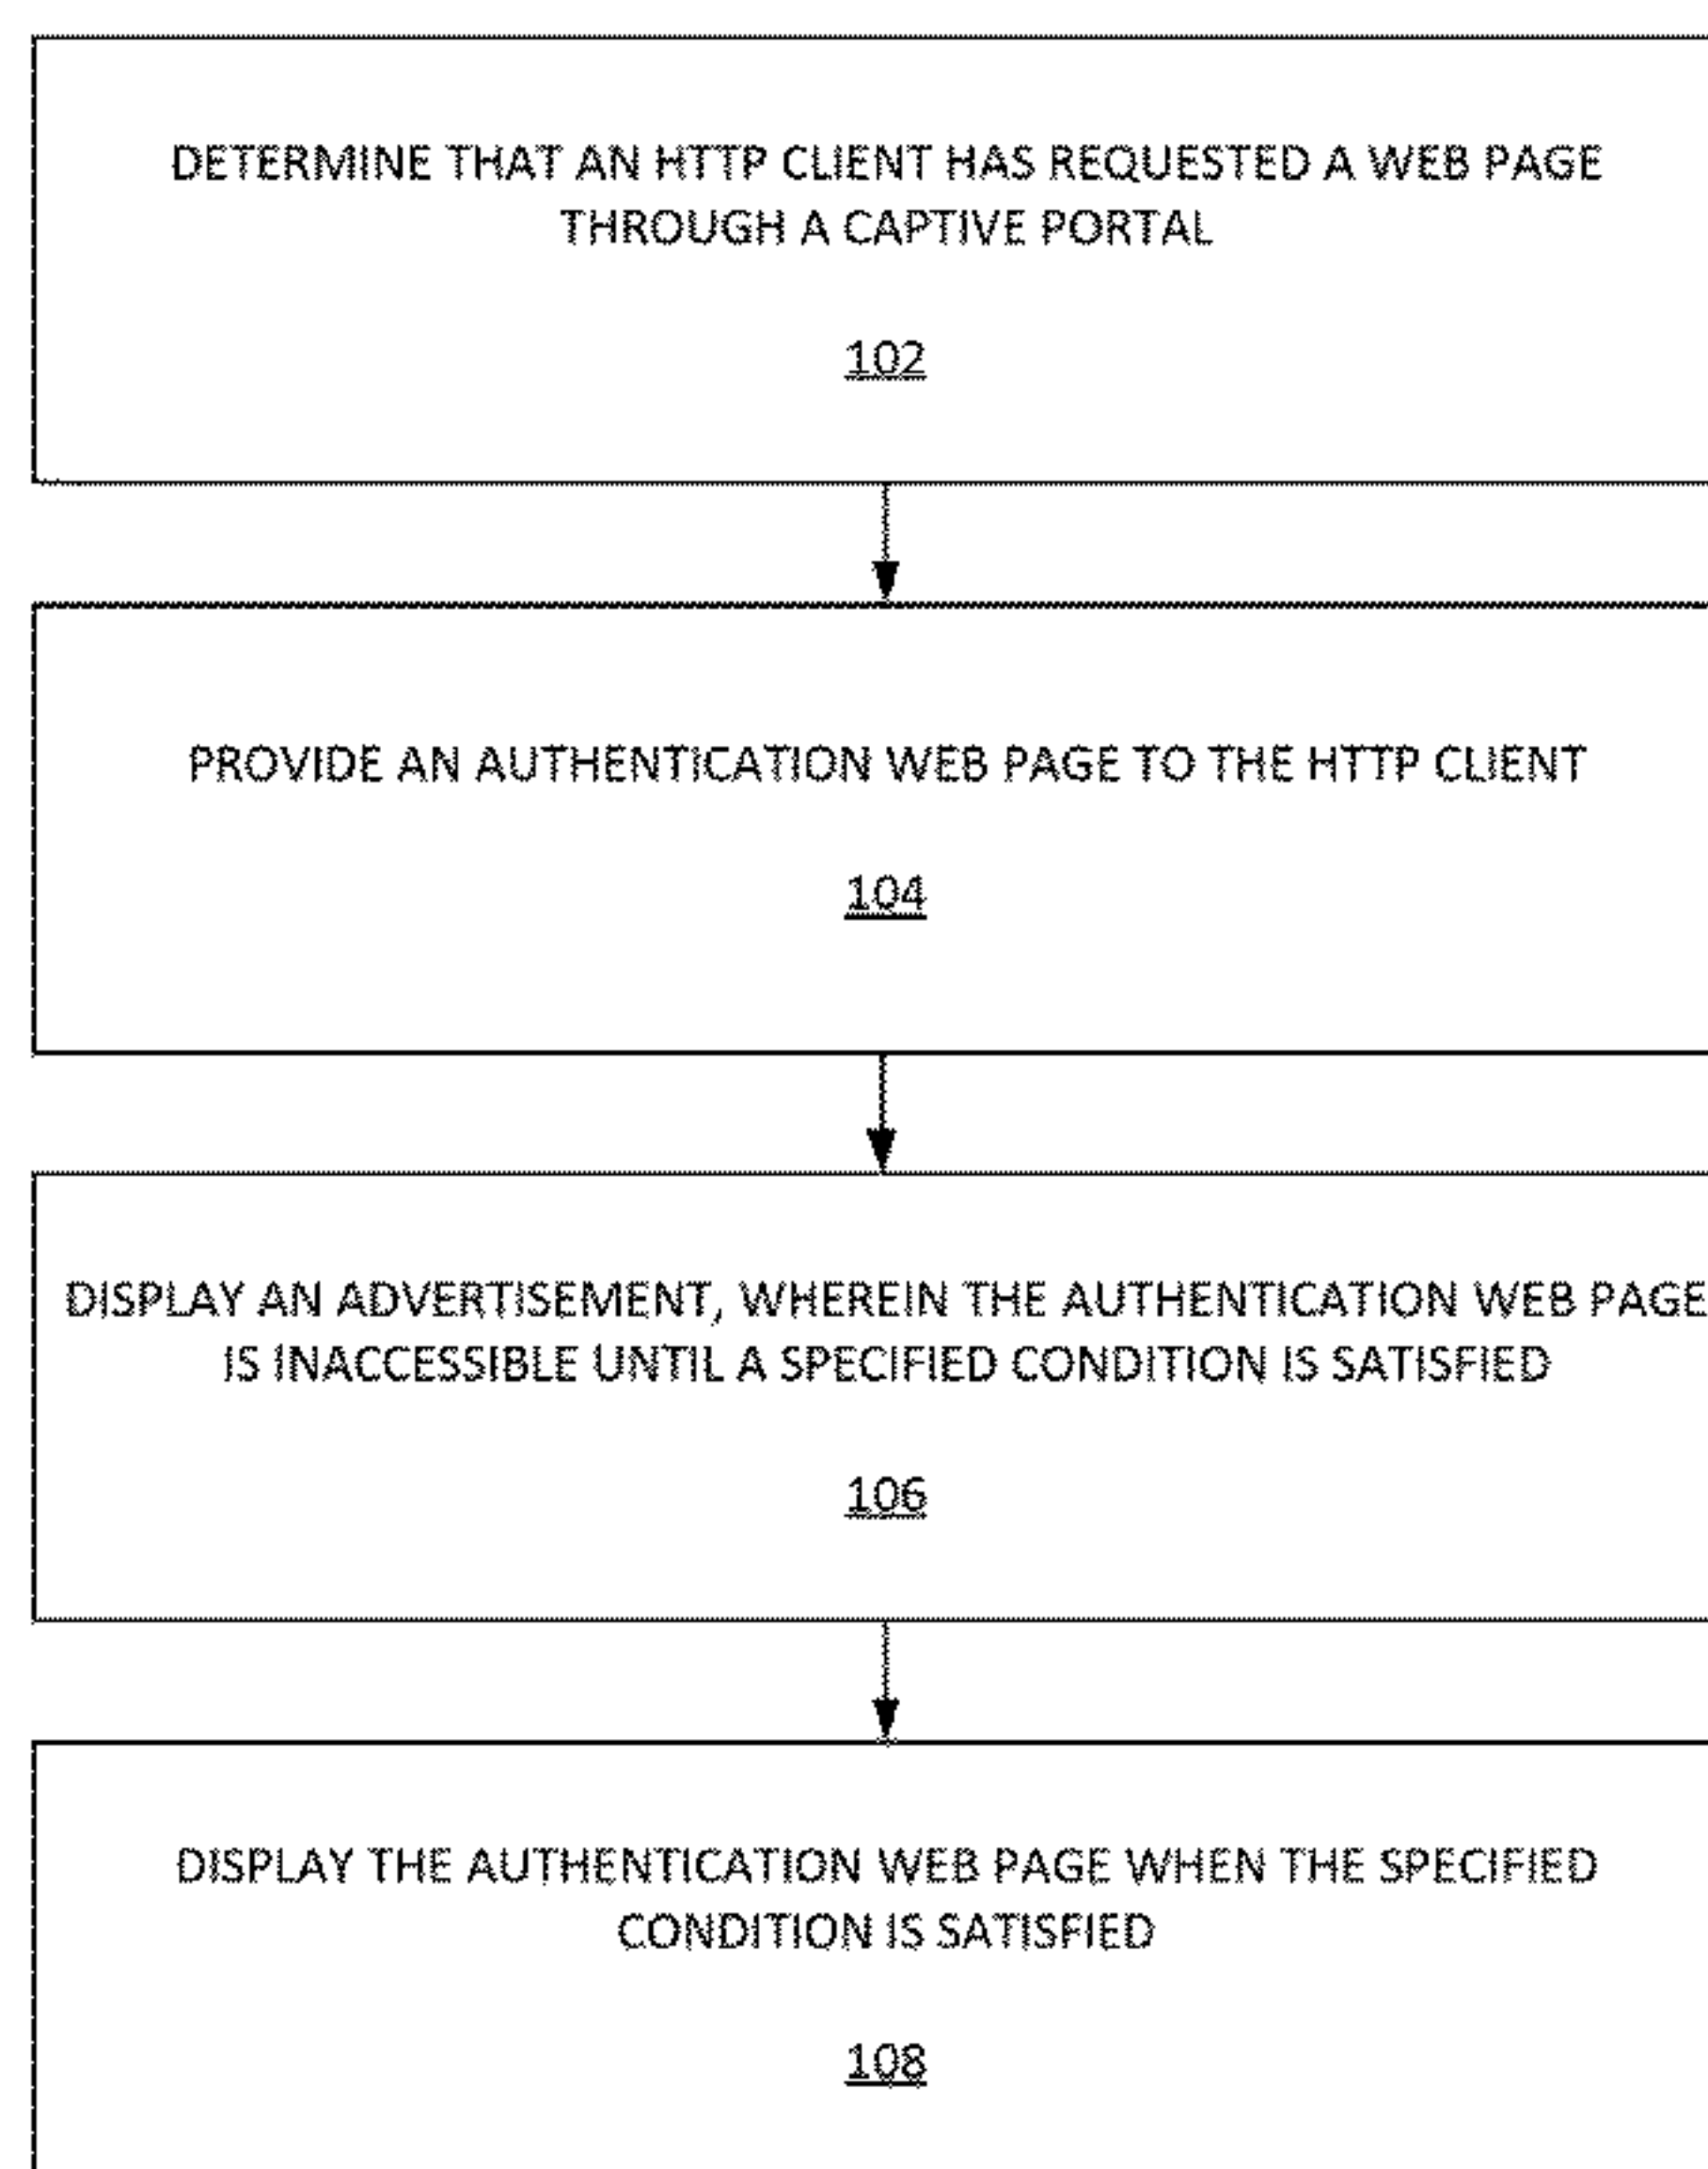 DETERMINE THAT AN HTTP CLIENT HAS REQUESTED A WEB PAGE
THROUGH A CAPTIVE PORTAL
102
PROVIDE AN AUTHENTICATION WEB PAGE TO THE HTTP CLIENT
104
DISPLAY AN ADVERTISEMENT, WHEREIN THE AUTHENTICATION WEB PAGE
IS INACCESSIBLE UNTIL A SPECIFIED CONDITION IS SATISFIED
106
DISPLAY THE AUTHENTICATION WEB PAGE WHEN THE SPECIFIED
CONDITION IS SATISFIED
108